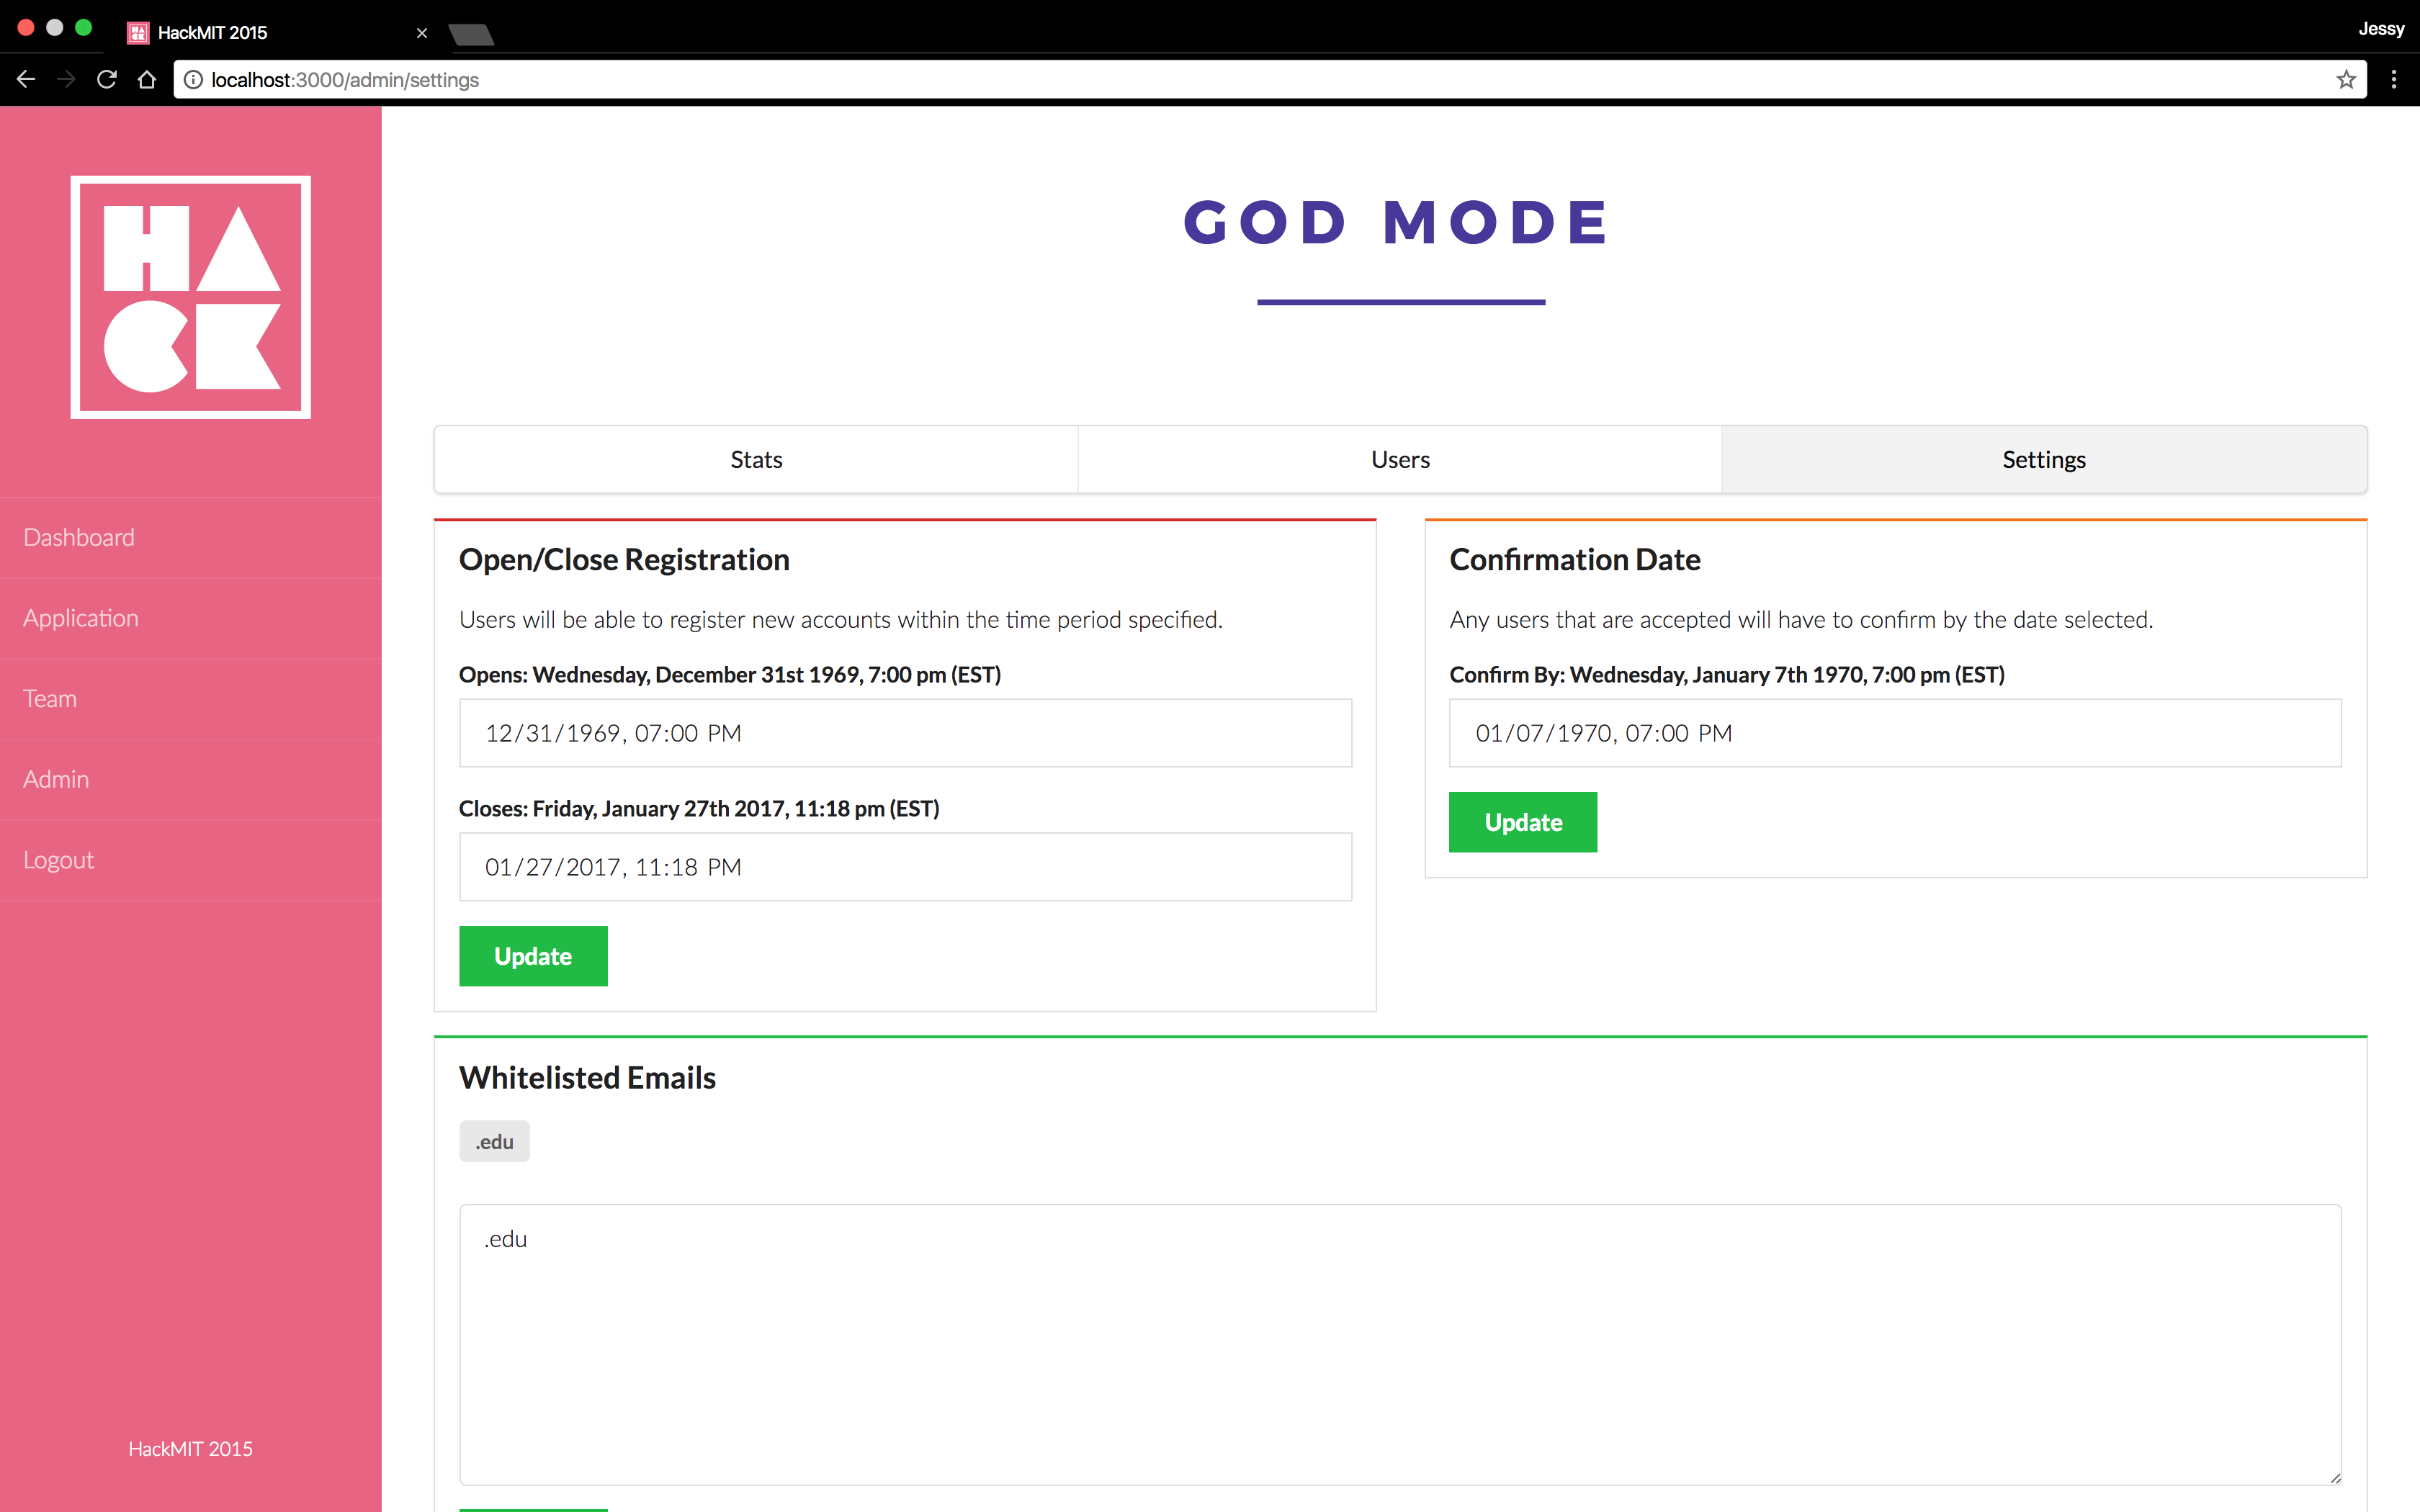 HackMIT 2015
Jessy
localhost:3000/admin/settings
HACK
Dashboard
Application
Team
Admin
Logout
HackMIT 2015
GOD MODE
Stats
Users
Settings
Open/Close Registration
Users will be able to register new accounts within the time period specified.
Opens: Wednesday, December 31st 1969, 7:00 pm (EST)
12/31/1969, 07:00 PM
Closes: Friday, January 27th 2017, 11:18 pm (EST)
01/27/2017, 11:18 PM
Update
Confirmation Date
Any users that are accepted will have to confirm by the date selected.
Confirm By: Wednesday, January 7th 1970, 7:00 pm (EST)
01/07/1970, 07:00 PM
Update
Whitelisted Emails
.edu
.edu